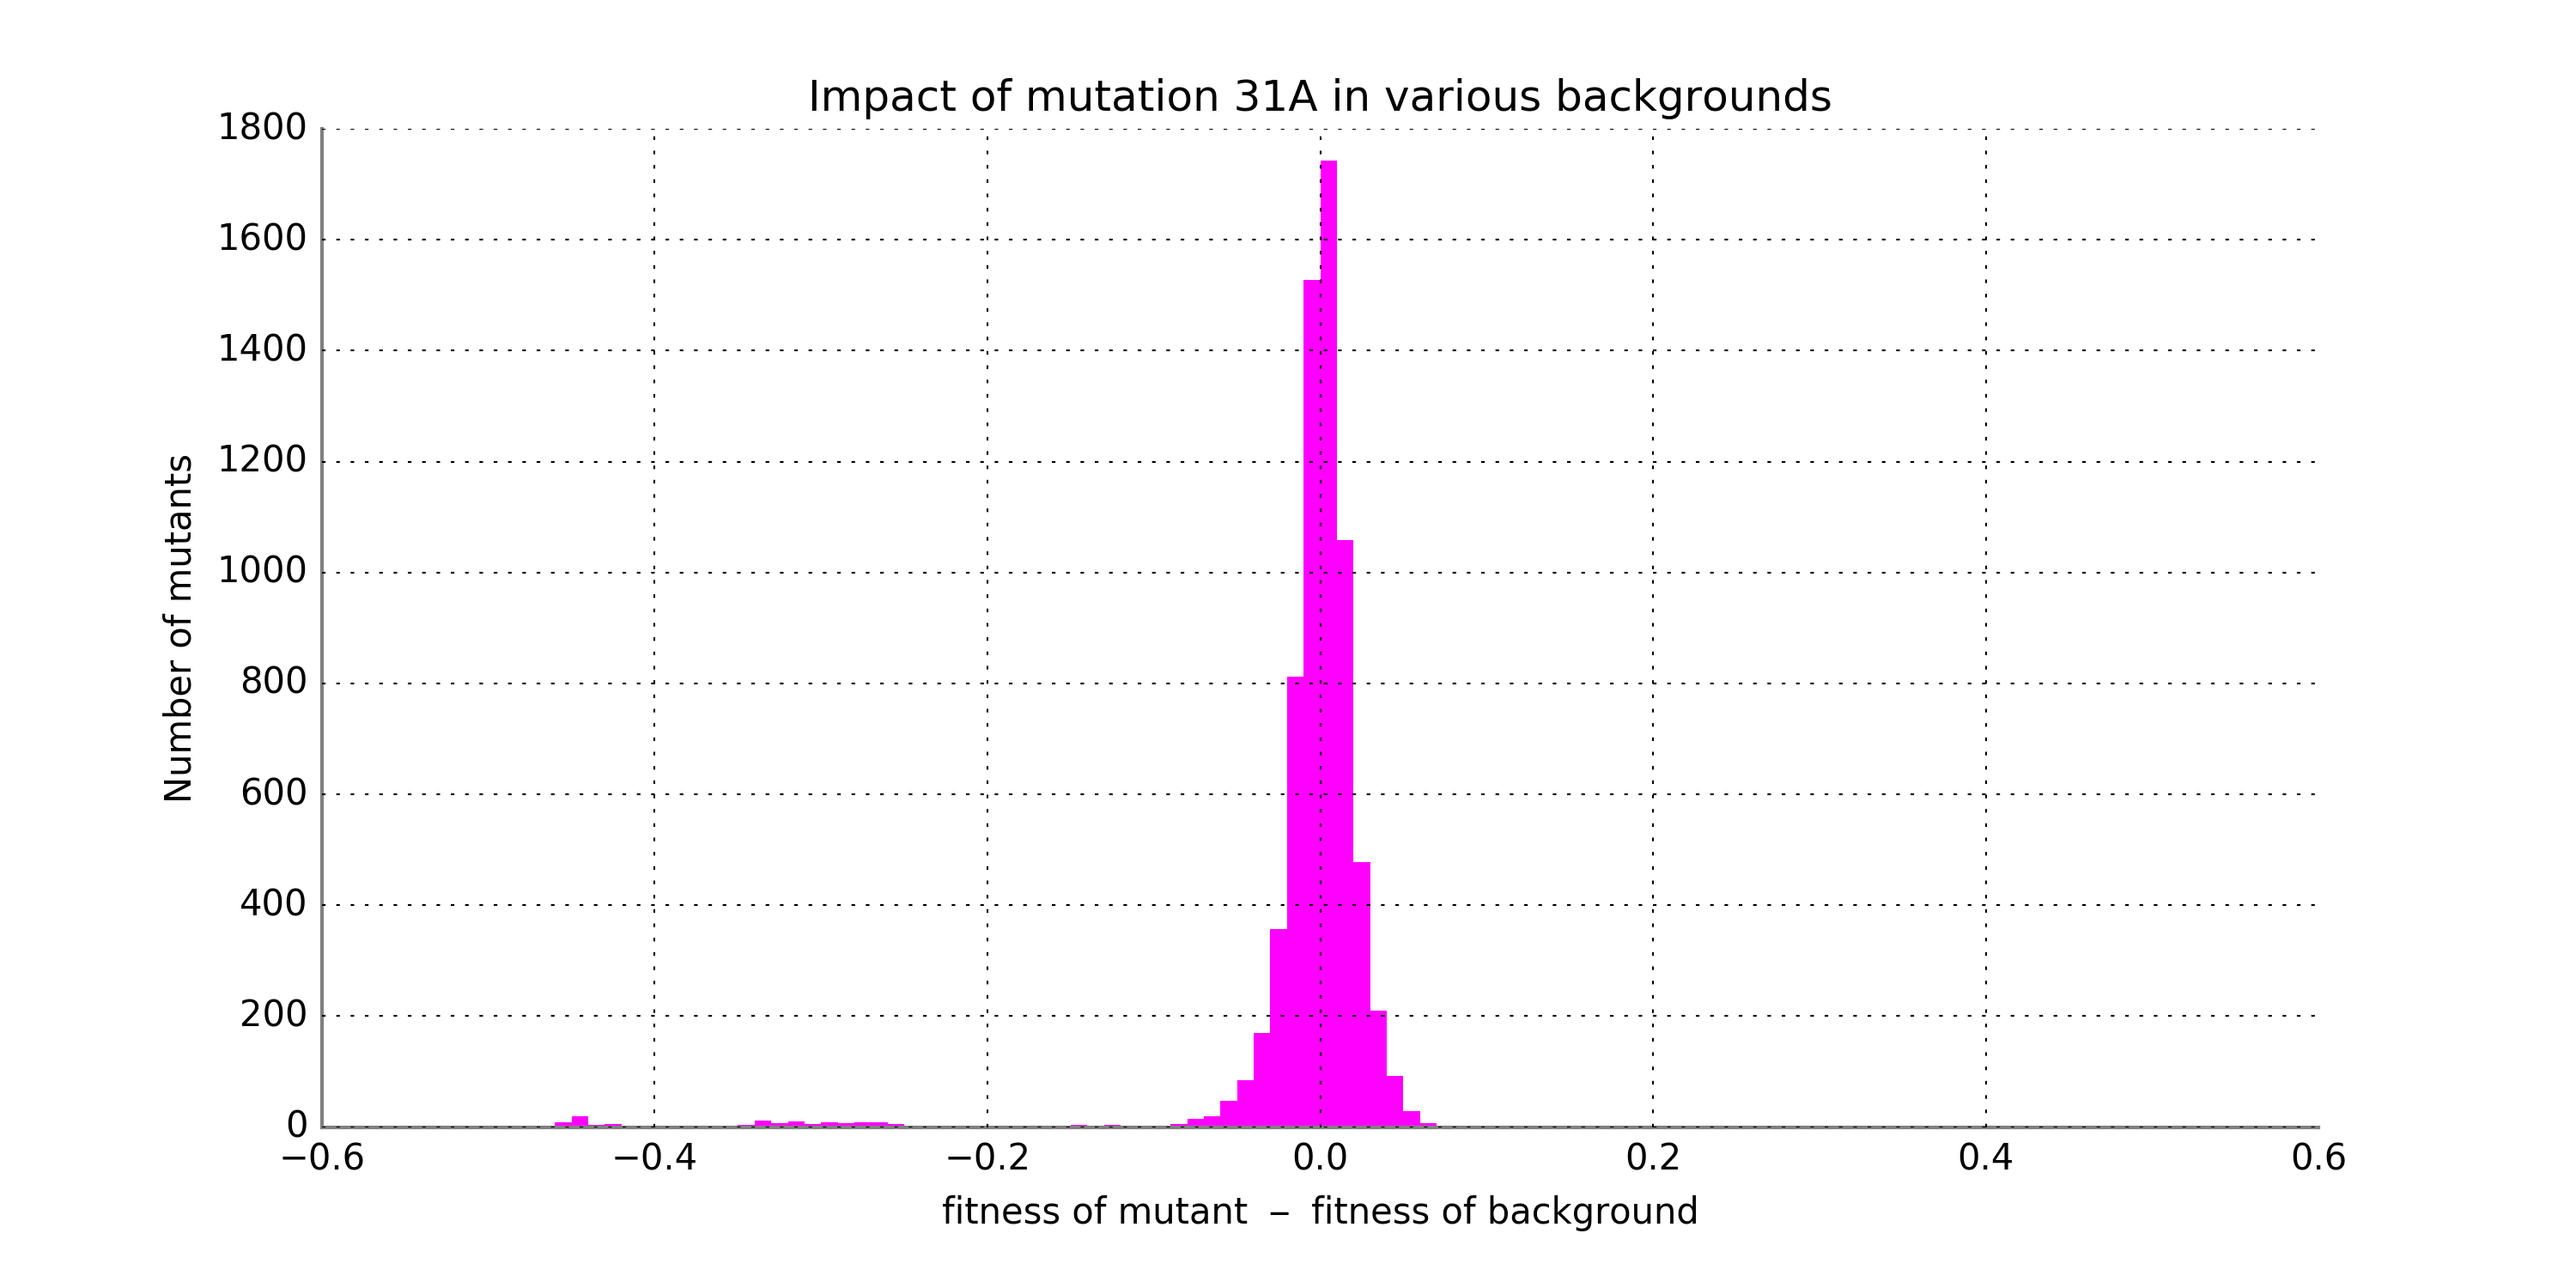 Impact of mutation 31A in various backgrounds
1800
1600
1400
1200
1000
800
600
400
200
0
Number of mutants
−0.6 −0.4 −0.2 0.0 0.2 0.4 0.6
fitness of mutant − fitness of background